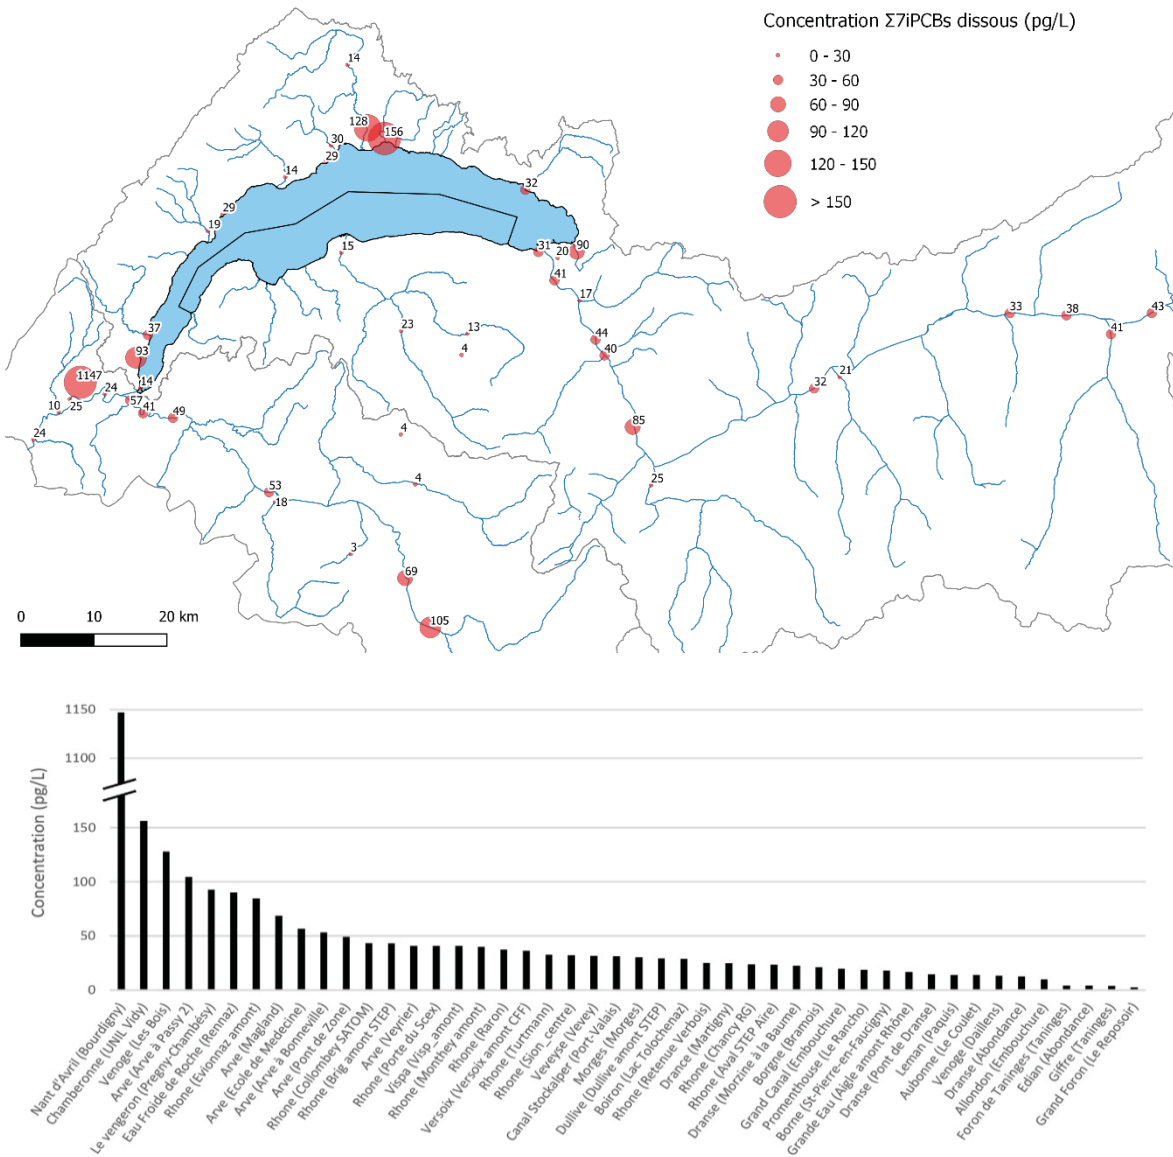 Concentration Σ7iPCBs dissous (pg/L)
0 - 30
30 - 60
60 - 90
90 - 120
120 - 150
> 150
14
128
156
30
29
14
29
19
32
15
31
20
90
41
17
33
38
43
41
23
13
4
44
40
37
93
1147
14
24
57
41
10
25
49
24
21
32
85
4
4
25
53
18
3
69
105
0 10 20 km
1150
1100
150
100
50
0
Concentration (pg/L)
Nant d'Avril (Bourdigny)
Chamberonne (UNIL Vidy)
Venoge (Les Bois)
Arve (Arve à Passy 2)
Le vengeron (Pregny-Chambésy)
Eau Froide de Roche (Rennaz)
Rhone (Evionnaz amont)
Arve (Magland)
Arve (Ecole de Medecine)
Arve (Arve à Bonneville)
Arve (Pont de Zone)
Rhone (Collombey SATOM)
Rhone (Brig amont STEP)
Arve (Veyrier)
Rhone (Porte du Scex)
Vispa (Visp_amont)
Rhone (Monthey amont)
Rhone (Raron)
Versoix (Versoix amont CFF)
Rhone (Turtmann)
Rhone (Sion_centre)
Veveyse (Vevey)
Canal Stockalper (Port-Valais)
Morges (Morges)
Dullive (Dullive amont STEP)
Boiron (Lac Tolochenaz)
Rhone (Retenue Verbois)
Drance (Martigny)
Rhone (Chancy RG)
Rhone (Aval STEP Aïre)
Dranse (Morzine à la Baume)
Borgne (Bramois)
Grand Canal (Embouchure)
Promenthouse (Le Rancho)
Borne (St-Pierre-en-Faucigny)
Grande Eau (Aigle amont Rhône)
Dranse (Pont de Dranse)
Leman (Paquis)
Aubonne (Le Coulet)
Venoge (Daillens)
Dranse (Abondance)
Allondon (Embouchure)
Foron de Taninges (Taninges)
Edian (Abondance)
Giffre (Taninges)
Grand Foron (Le Reposoir)